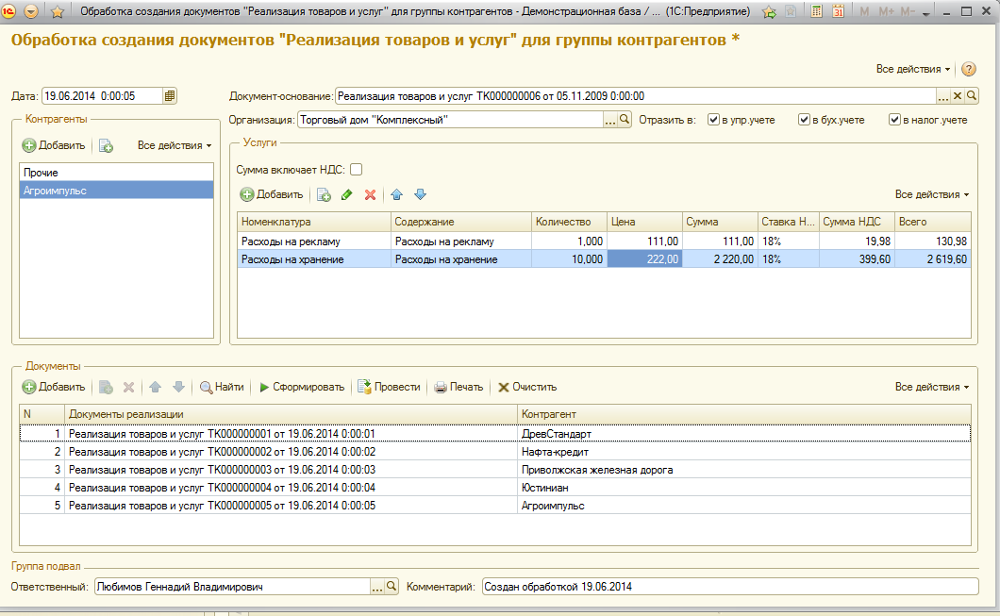 Обработка создания документов "Реализация товаров и услуг" для группы контрагентов - Демонстрационная база / ... (1С:Предприятие) 31 M M+ M-
Обработка создания документов "Реализация товаров и услуг" для группы контрагентов *
Все действия ?
Дата: 19.06.2014 0:00:05 Документ-основание: Реализация товаров и услуг ТК000000006 от 05.11.2009 0:00:00 ...
Контрагенты
Организация: Торговый дом "Комплексный" ... Отразить в: в упр.учете в бух.учете в налог.учете
Добавить Все действия
Прочие
Агроимпульс
Услуги
Сумма включает НДС:
Добавить Все действия
Номенклатура Содержание Количество Цена Сумма Ставка Н... Сумма НДС Всего
Расходы на рекламу Расходы на рекламу 1,000 111,00 111,00 18% 19,98 130,98
Расходы на хранение Расходы на хранение 10,000 222,00 2 220,00 18% 399,60 2 619,60
Документы
Добавить Найти Сформировать Провести Печать Очистить Все действия
N Документы реализации Контрагент
1 Реализация товаров и услуг ТК000000001 от 19.06.2014 0:00:01 ДревСтандарт
2 Реализация товаров и услуг ТК000000002 от 19.06.2014 0:00:02 Нафта-кредит
3 Реализация товаров и услуг ТК000000003 от 19.06.2014 0:00:03 Приволжская железная дорога
4 Реализация товаров и услуг ТК000000004 от 19.06.2014 0:00:04 Юстиниан
5 Реализация товаров и услуг ТК000000005 от 19.06.2014 0:00:05 Агроимпульс
Группа подвал
Ответственный: Любимов Геннадий Владимирович ... Комментарий: Создан обработкой 19.06.2014